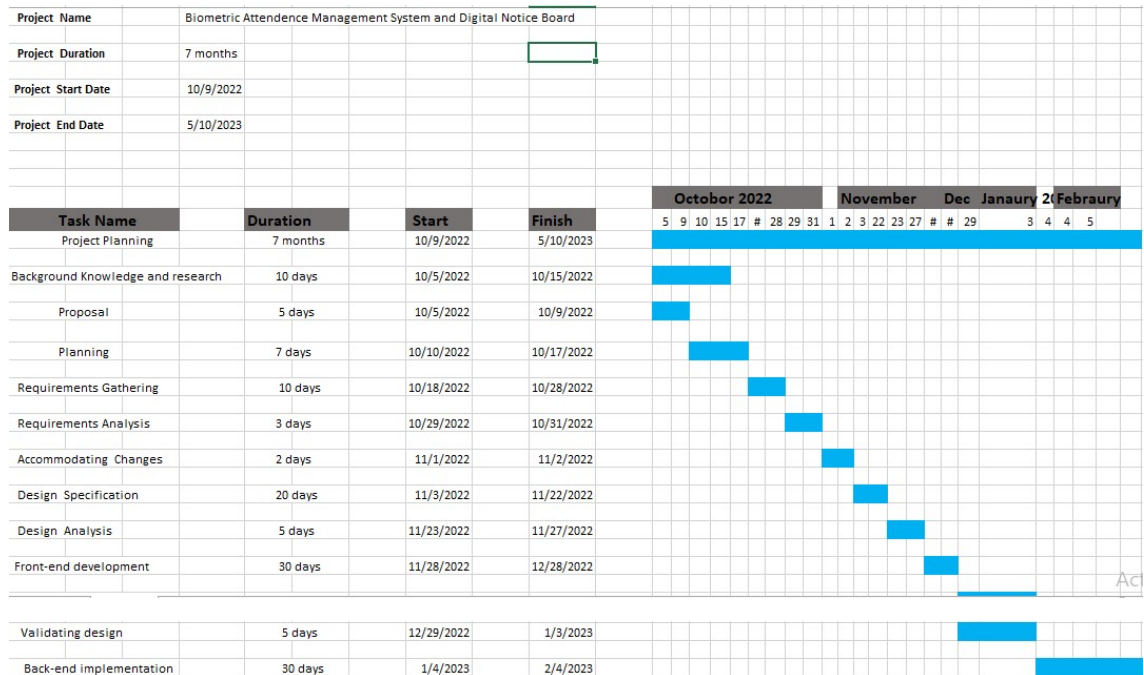 Project Name Biometric Attendence Management System and Digital Notice Board
Project Duration 7 months
Project Start Date 10/9/2022
Project End Date 5/10/2023
Octobor 2022 November Dec Janaury 20 Febraury
Task Name Duration Start Finish 5 9 10 15 17 # 28 29 31 1 2 3 22 23 27 # # 29 3 4 4 5
Project Planning 7 months 10/9/2022 5/10/2023
Background Knowledge and research 10 days 10/5/2022 10/15/2022
Proposal 5 days 10/5/2022 10/9/2022
Planning 7 days 10/10/2022 10/17/2022
Requirements Gathering 10 days 10/18/2022 10/28/2022
Requirements Analysis 3 days 10/29/2022 10/31/2022
Accommodating Changes 2 days 11/1/2022 11/2/2022
Design Specification 20 days 11/3/2022 11/22/2022
Design Analysis 5 days 11/23/2022 11/27/2022
Front-end development 30 days 11/28/2022 12/28/2022
Validating design 5 days 12/29/2022 1/3/2023
Back-end implementation 30 days 1/4/2023 2/4/2023